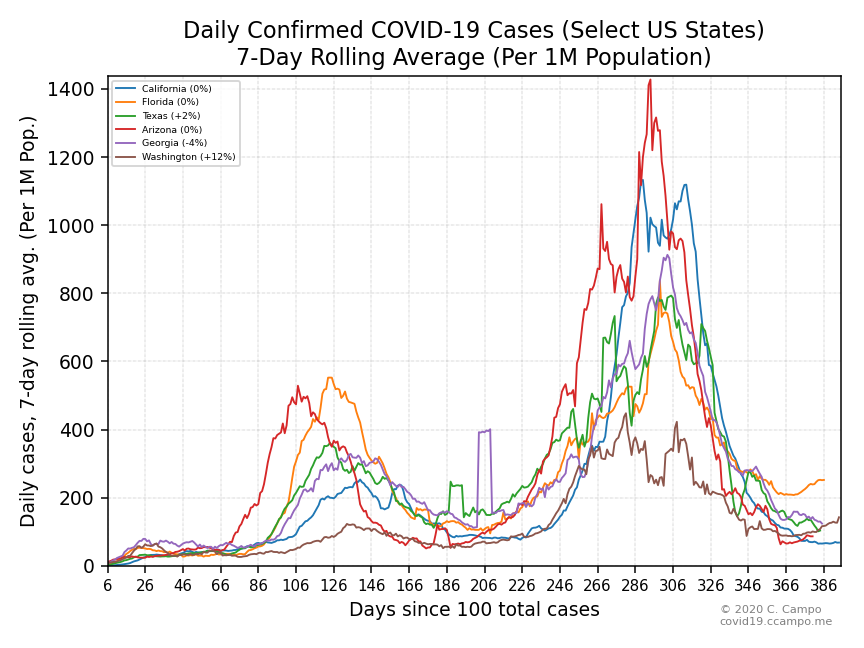 Daily Confirmed COVID-19 Cases (Select US States)
7-Day Rolling Average (Per 1M Population)
Daily cases, 7-day rolling avg. (Per 1M Pop.)
1400
1200
1000
800
600
400
200
0
California (0%)
Florida (0%)
Texas (+2%)
Arizona (0%)
Georgia (-4%)
Washington (+12%)
6 26 46 66 86 106 126 146 166 186 206 226 246 266 286 306 326 346 366 386
Days since 100 total cases
© 2020 C. Campo
covid19.ccampo.me